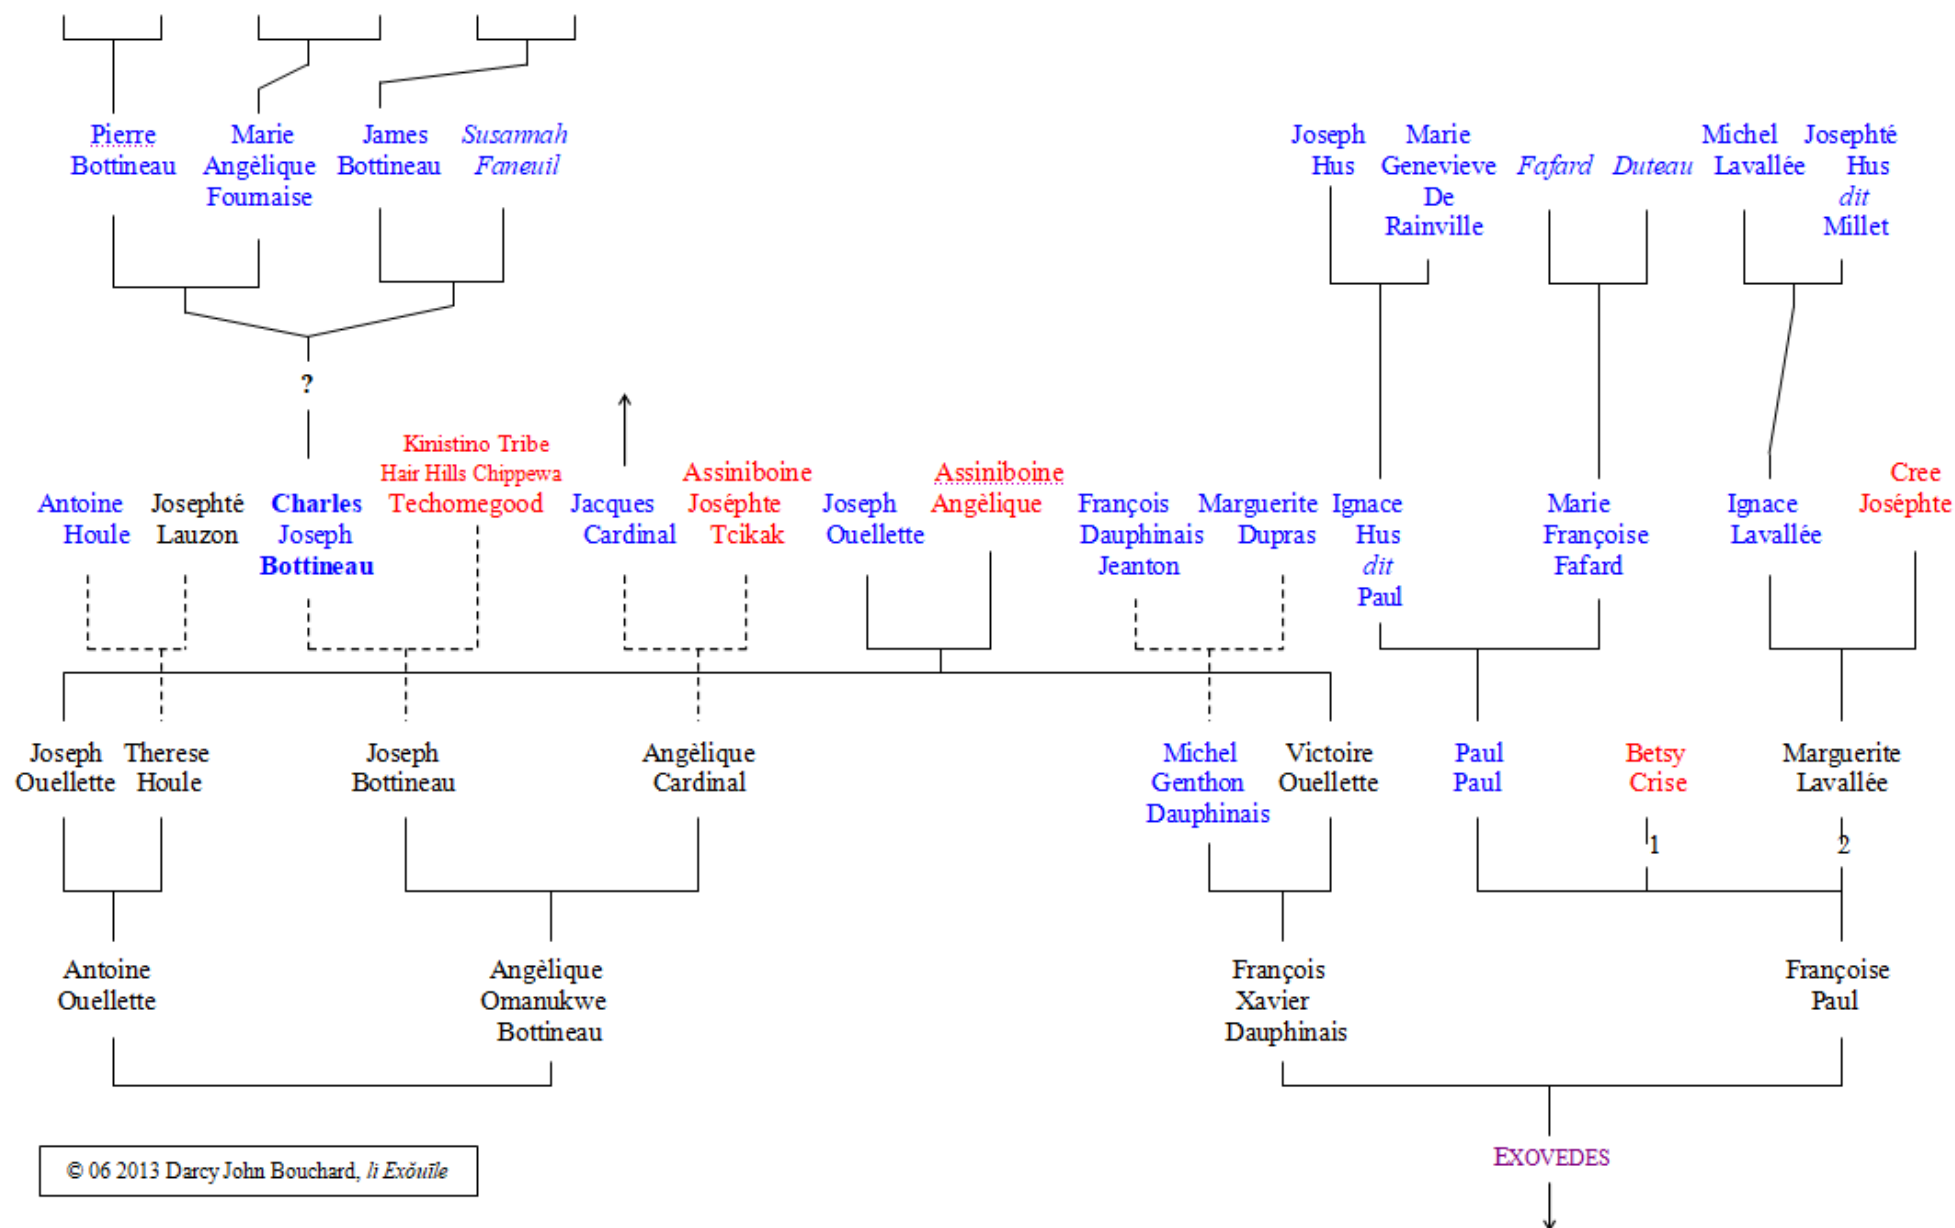 Pierre
Bottineau
Marie
Angèlique
Foumaise
James
Bottineau
Susannah
Faneuil
Joseph
Hus
Marie
Genevieve
De
Rainville
Fafard
Duteau
Michel
Lavallée
Josephté
Hus
dit
Millet
?
Antoine
Houle
Josephté
Lauzon
Charles
Joseph
Bottineau
Kinistino Tribe
Hair Hills Chippewa
Techomegood
Jacques
Cardinal
Assiniboine
Joséphte
Tcikak
Joseph
Ouellette
Assiniboine
Angèlique
François
Dauphinais
Jeanton
Marguerite
Dupras
Ignace
Hus
dit
Paul
Marie
Françoise
Fafard
Ignace
Lavallée
Cree
Joséphte
Joseph
Ouellette
Therese
Houle
Joseph
Bottineau
Angèlique
Cardinal
Michel
Genthon
Dauphinais
Victoire
Ouellette
Paul
Paul
Betsy
Crise
Marguerite
Lavallée
1
2
Antoine
Ouellette
Angèlique
Omanukwe
Bottineau
François
Xavier
Dauphinais
Françoise
Paul
EXOVEDES
© 06 2013 Darcy John Bouchard, li Exŏuīle